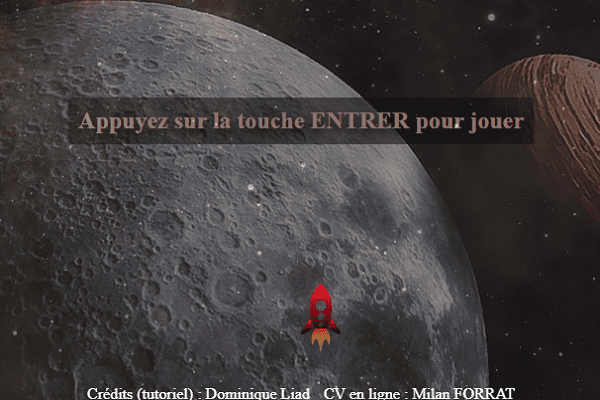 Appuyez sur la touche ENTRER pour jouer
Crédits (tutoriel) : Dominique Liad CV en ligne : Milan FORRAT